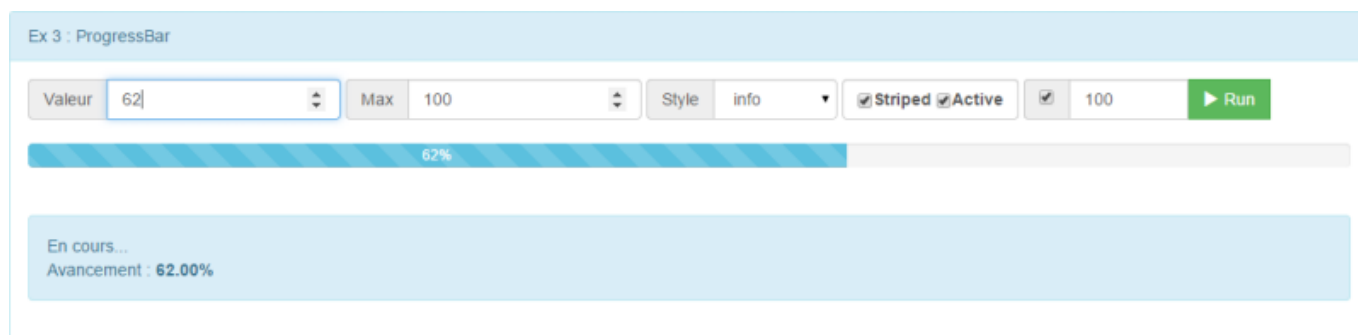 Ex 3 : ProgressBar
Valeur 62 Max 100 Style info Striped Active 100 Run
62%
En cours...
Avancement : 62.00%